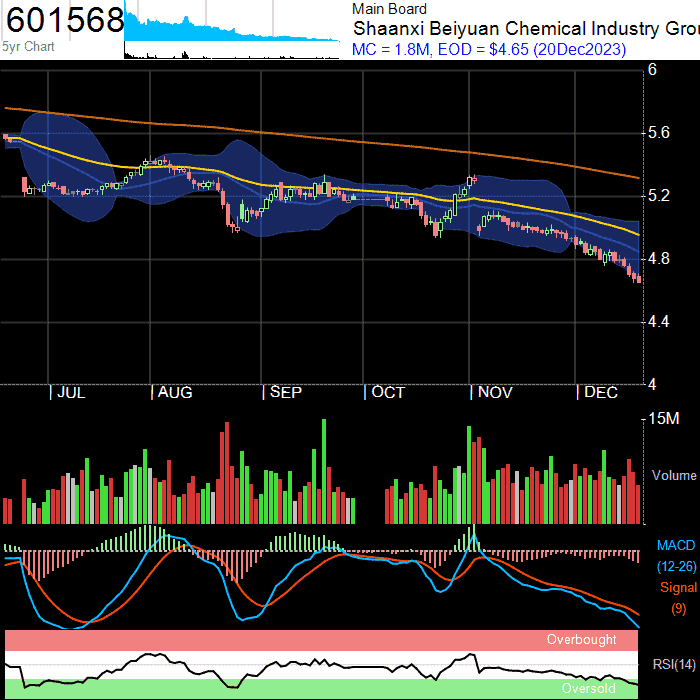 601568
5yr Chart
Main Board
Shaanxi Beiyuan Chemical Industry Grou
MC = 1.8M, EOD = $4.65 (20Dec2023)
6
5.6
5.2
4.8
4.4
4
JUL AUG SEP OCT NOV DEC
15M
Volume
MACD
(12-26)
Signal
(9)
Overbought
RSI(14)
Oversold